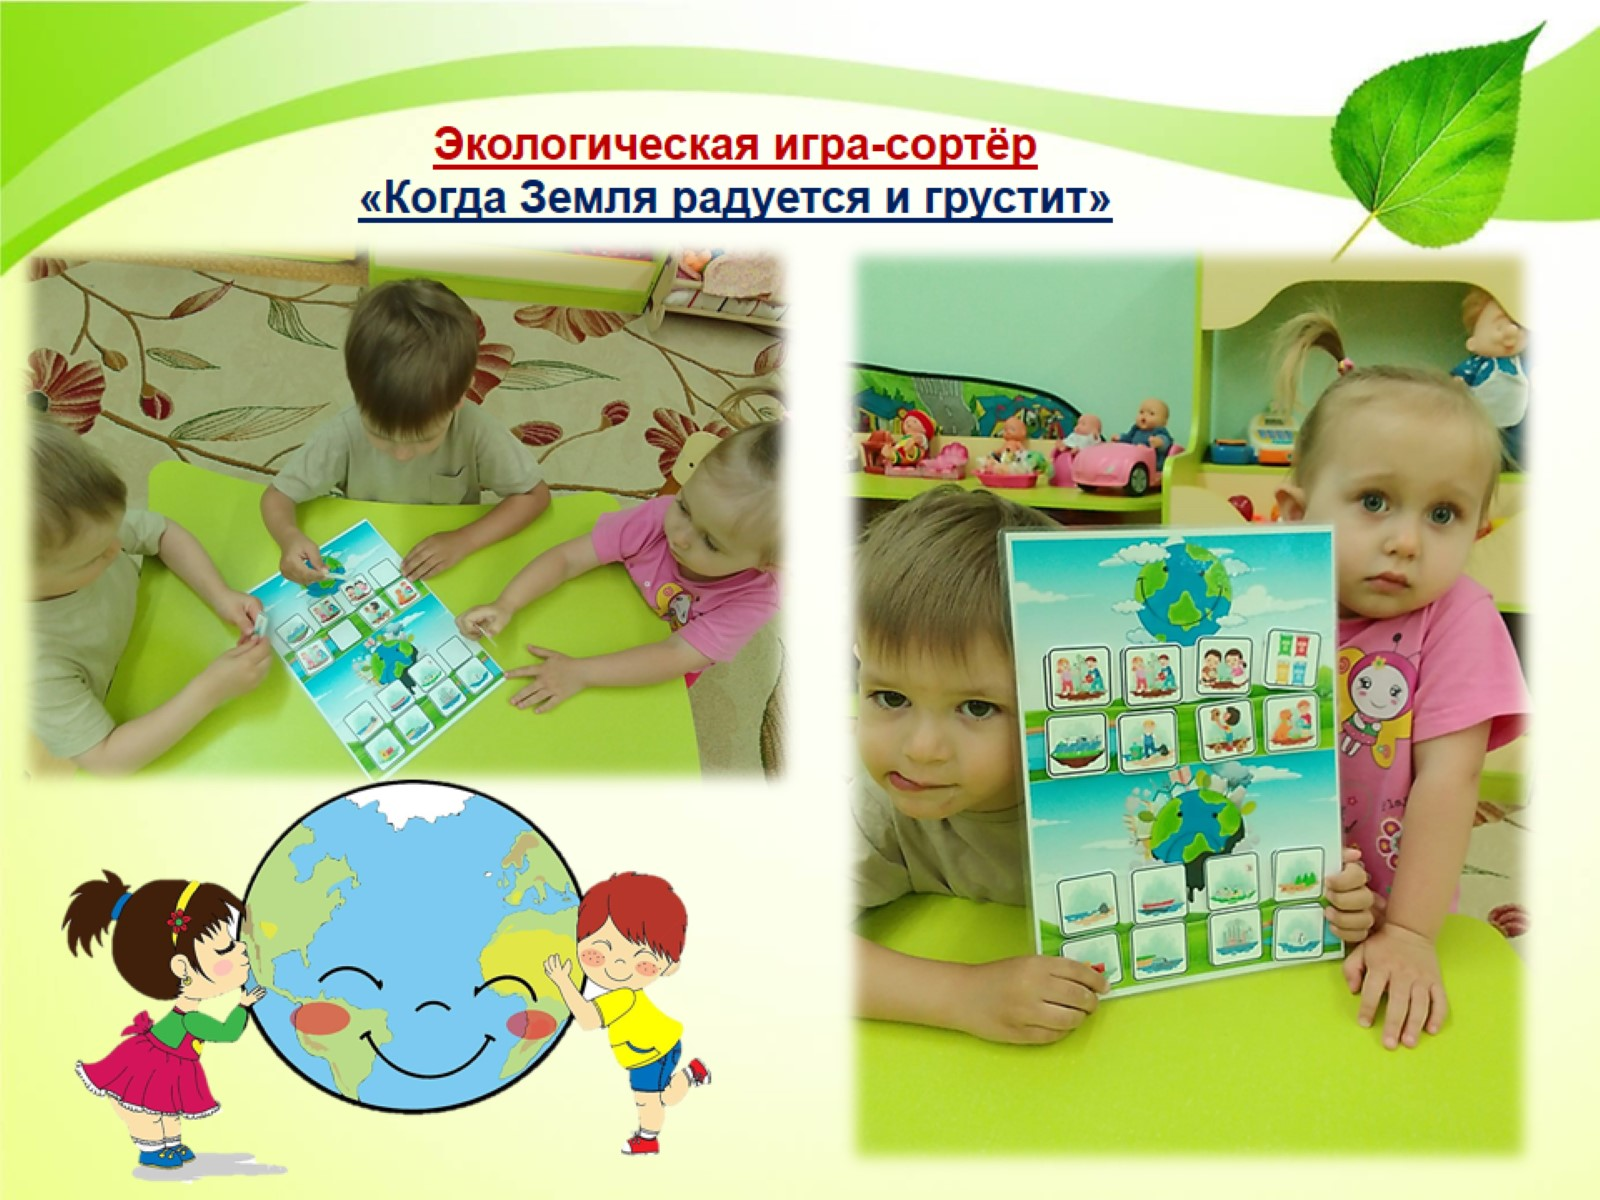 Экологическая игра-сортёр
«Когда Земля радуется и грустит»